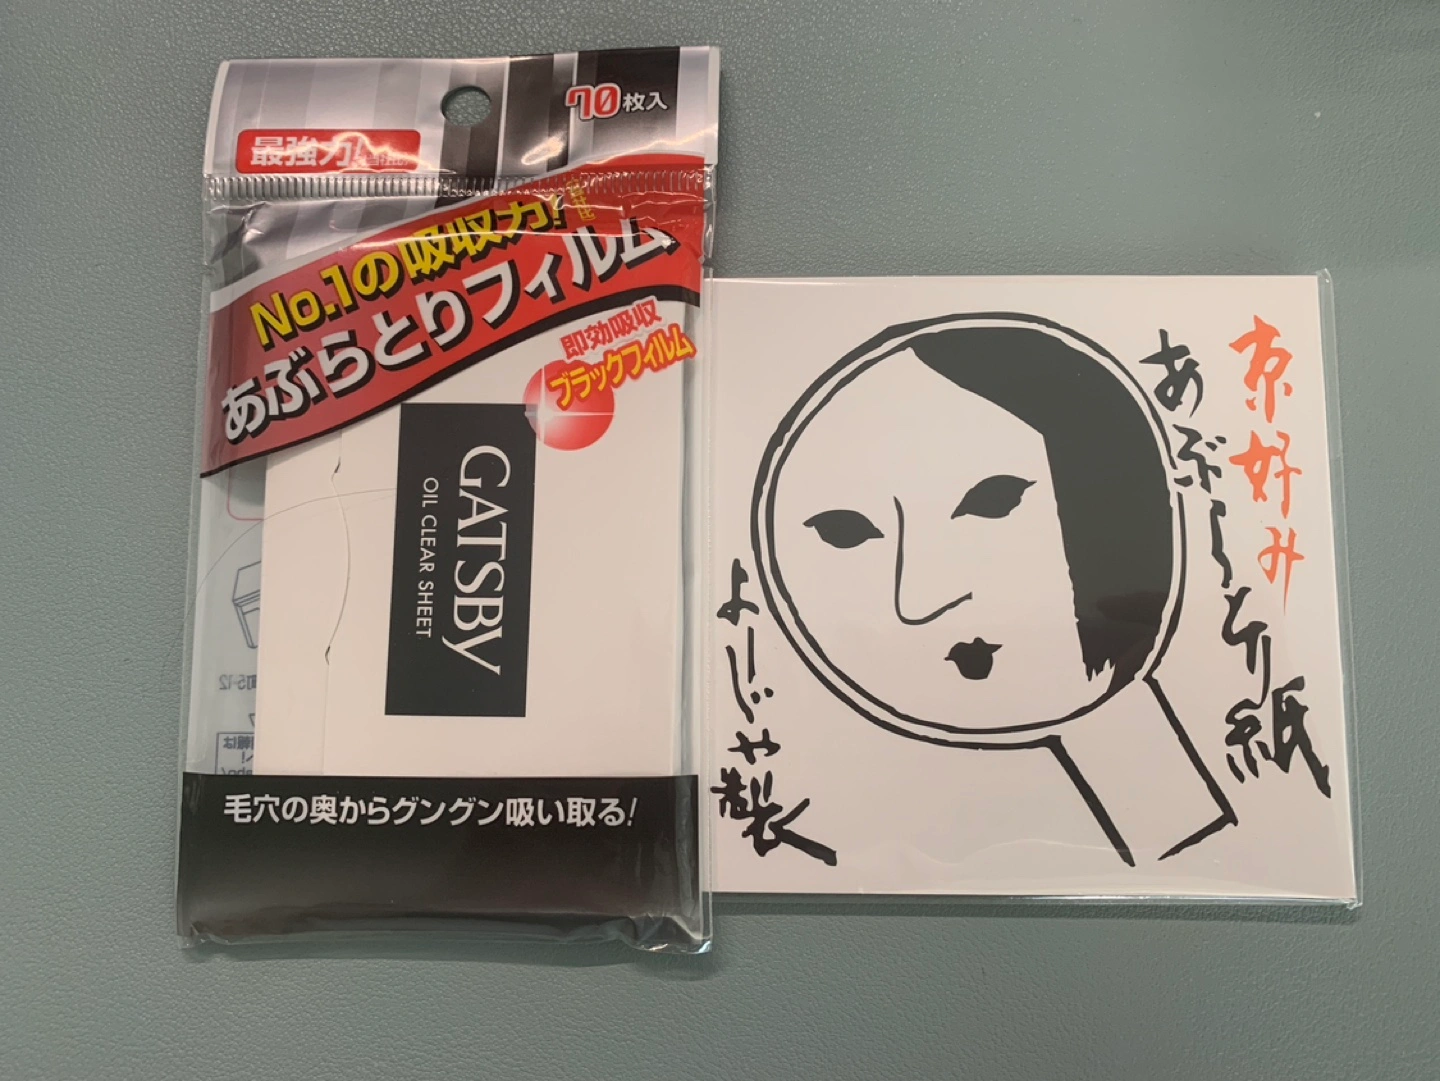 70枚入
最強力!
No.1の吸収力!
あぶらとりフィルム
即効吸収
ブラックフィルム
GATSBY
OIL CLEAR SHEET
毛穴の奥からグングン吸い取る!
京好み
あぶらとり紙
よーじや製
町5-12